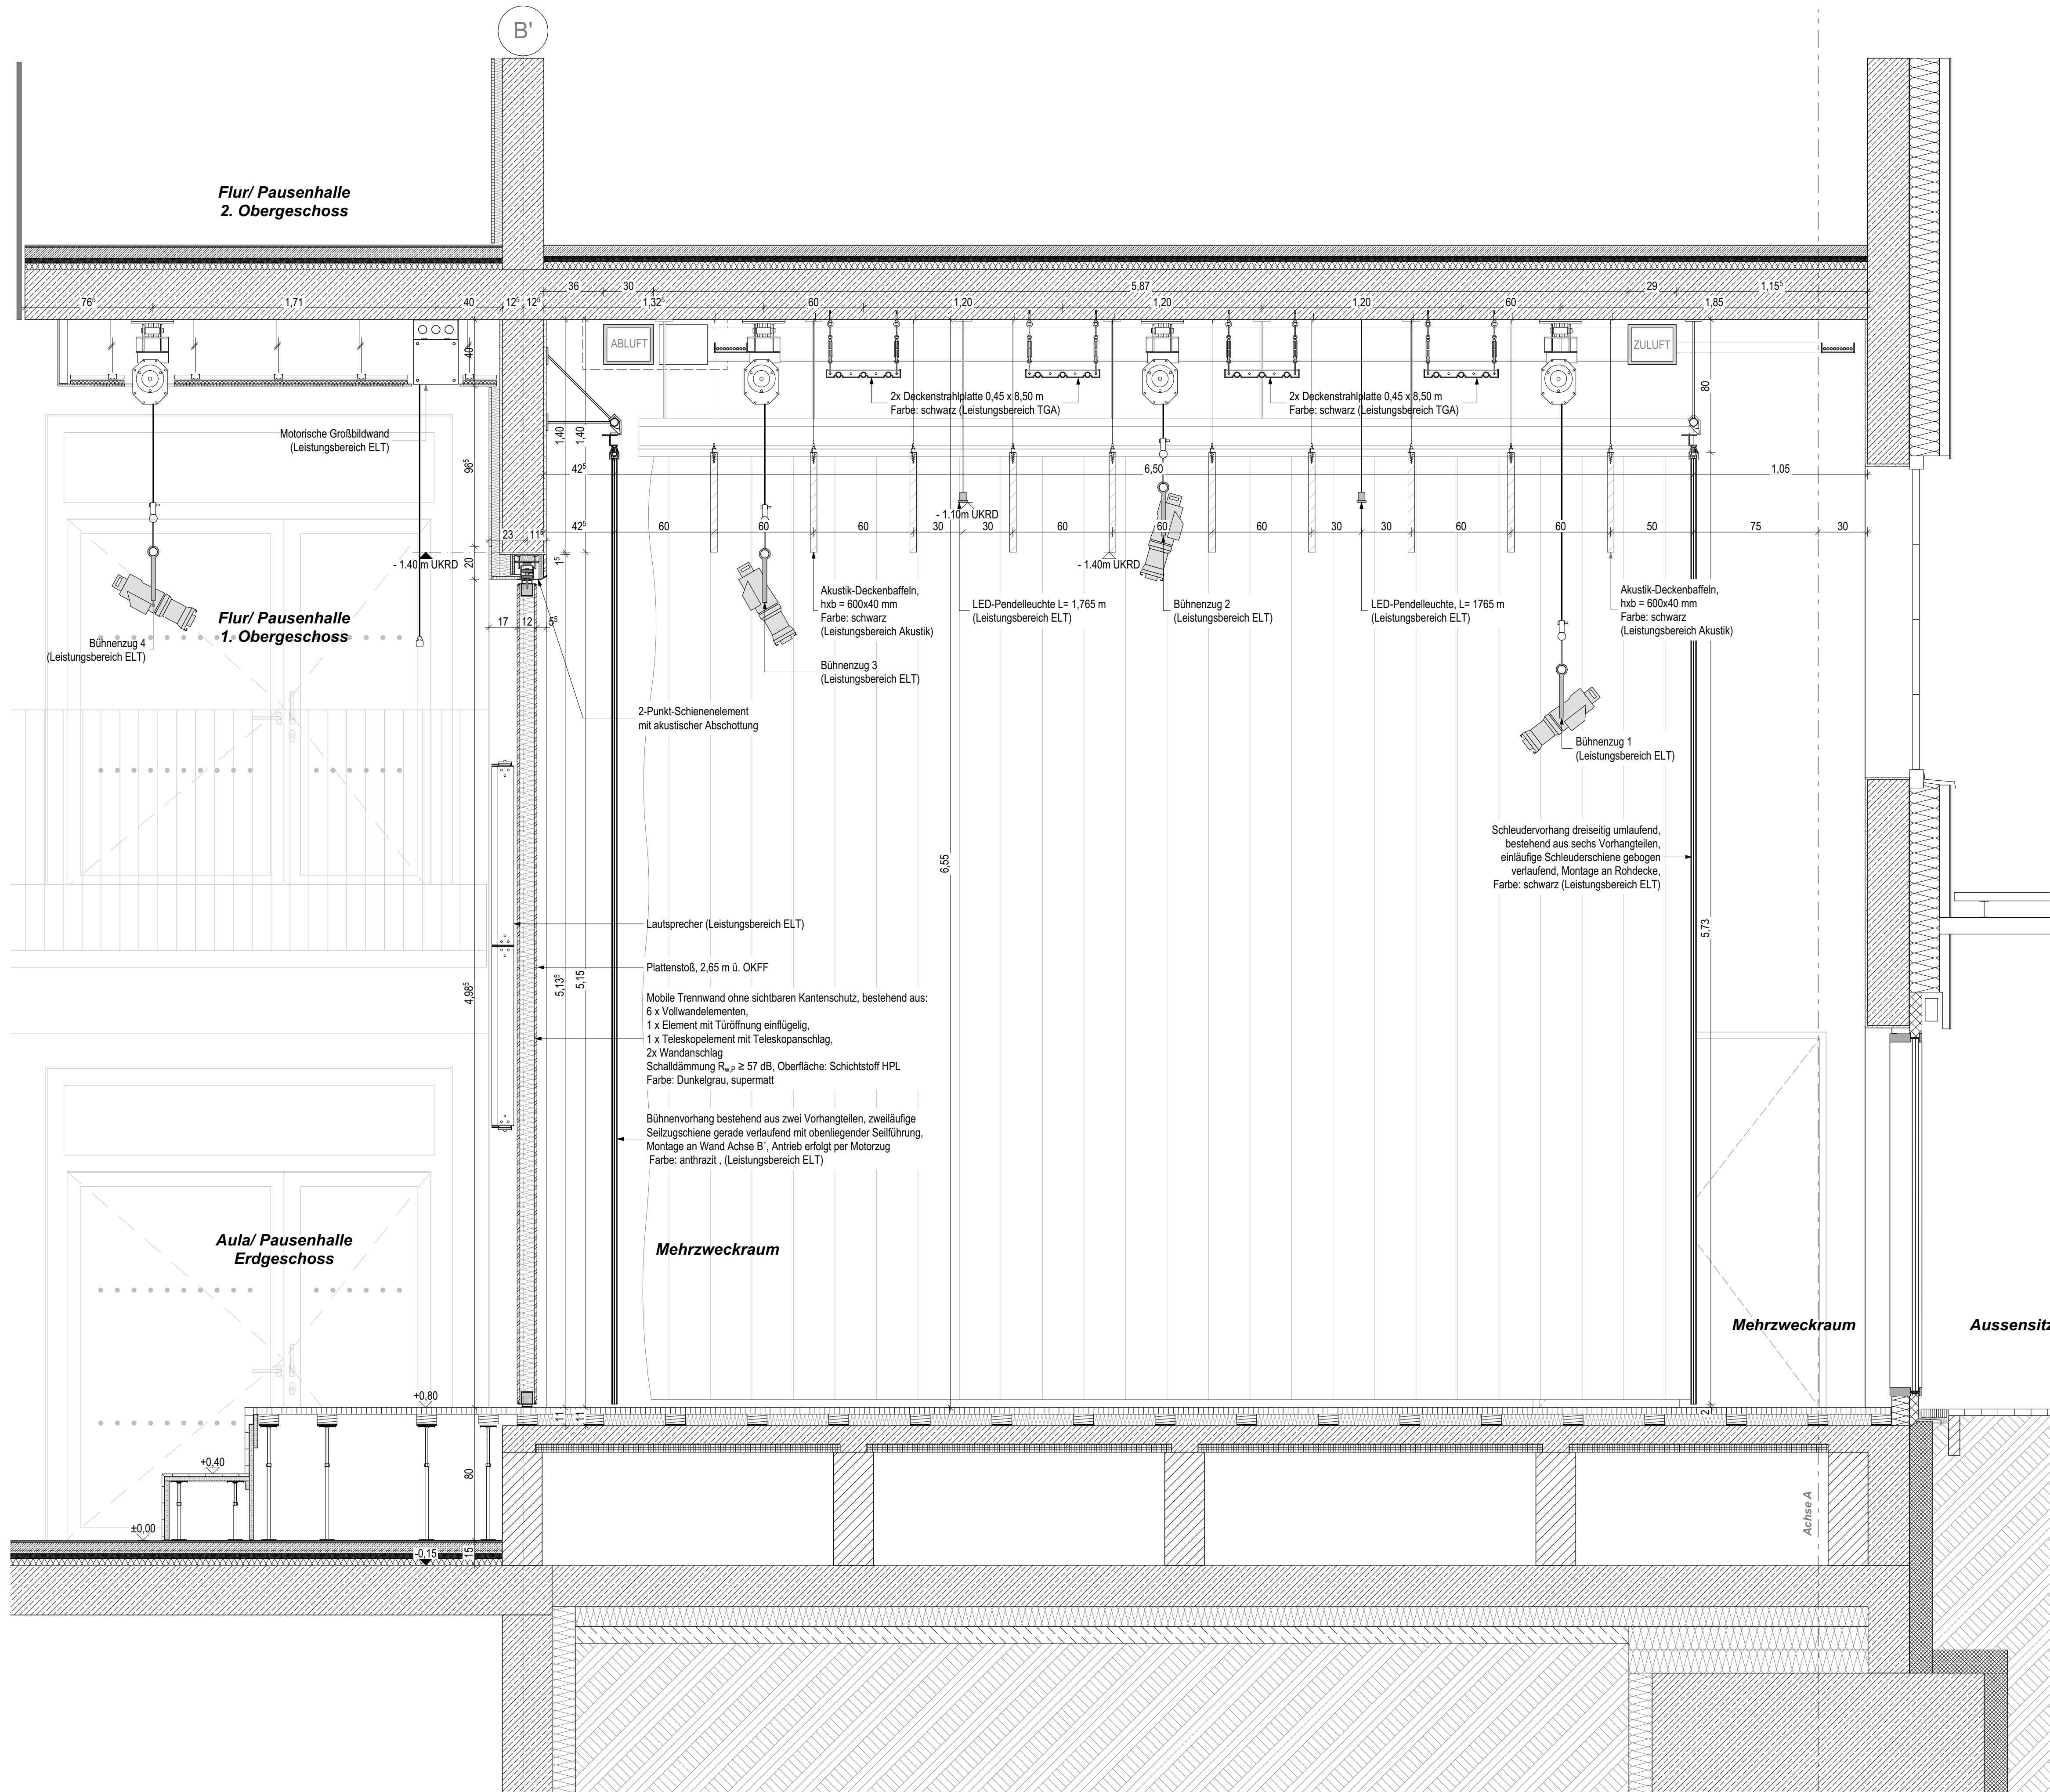 B'
Flur/ Pausenhalle
2. Obergeschoss
36
30
5,87
29
1,15⁵
76⁵
1,71
40
12⁵
12⁵
1,32⁵
60
1,20
1,20
1,20
60
1,85
ABLUFT
ZULUFT
40
80
2x Deckenstrahlplatte 0,45 x 8,50 m
Farbe: schwarz (Leistungsbereich TGA)
2x Deckenstrahlplatte 0,45 x 8,50 m
Farbe: schwarz (Leistungsbereich TGA)
Motorische Großbildwand
(Leistungsbereich ELT)
1,40
1,40
96⁵
42⁵
6,50
1,05
- 1.10m UKRD
42⁵
60
60
60
30
30
60
60
60
30
30
60
60
50
75
30
23
11⁵
20
1⁵
- 1.40 m UKRD
- 1.40m UKRD
Akustik-Deckenbaffeln,
hxb = 600x40 mm
Farbe: schwarz
(Leistungsbereich Akustik)
LED-Pendelleuchte L= 1,765 m
(Leistungsbereich ELT)
Bühnenzug 2
(Leistungsbereich ELT)
LED-Pendelleuchte, L= 1765 m
(Leistungsbereich ELT)
Akustik-Deckenbaffeln,
hxb = 600x40 mm
Farbe: schwarz
(Leistungsbereich Akustik)
Flur/ Pausenhalle
1. Obergeschoss
17
12
5⁵
Bühnenzug 4
(Leistungsbereich ELT)
Bühnenzug 3
(Leistungsbereich ELT)
2-Punkt-Schienenelement
mit akustischer Abschottung
Bühnenzug 1
(Leistungsbereich ELT)
Schleudervorhang dreiseitig umlaufend,
bestehend aus sechs Vorhangteilen,
einläufige Schleuderschiene gebogen
verlaufend, Montage an Rohdecke,
Farbe: schwarz (Leistungsbereich ELT)
6,55
5,73
Lautsprecher (Leistungsbereich ELT)
Plattenstoß, 2,65 m ü. OKFF
4,98⁵
5,13⁵
5,15
Mobile Trennwand ohne sichtbaren Kantenschutz, bestehend aus:
6 x Vollwandelementen,
1 x Element mit Türöffnung einflügelig,
1 x Teleskopelement mit Teleskopanschlag,
2x Wandanschlag
Schalldämmung Rw,P ≥ 57 dB, Oberfläche: Schichtstoff HPL
Farbe: Dunkelgrau, supermatt
Bühnenvorhang bestehend aus zwei Vorhangteilen, zweiläufige
Seilzugschiene gerade verlaufend mit obenliegender Seilführung,
Montage an Wand Achse B´, Antrieb erfolgt per Motorzug
Farbe: anthrazit , (Leistungsbereich ELT)
Aula/ Pausenhalle
Erdgeschoss
Mehrzweckraum
Mehrzweckraum
Aussensitz
+0,80
11
11
2
+0,40
80
±0,00
-0,15
15
Achse A